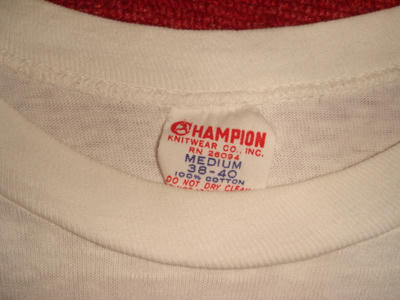 CHAMPION
KNITWEAR CO., INC.
RN 26094
MEDIUM
38-40
100% COTTON
DO NOT DRY CLEAN